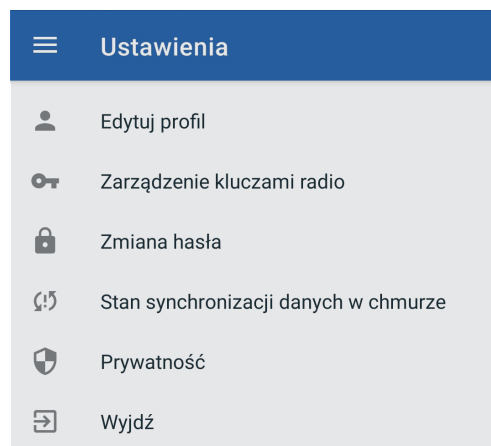 Ustawienia
Edytuj profil
Zarządzenie kluczami radio
Zmiana hasła
Stan synchronizacji danych w chmurze
Prywatność
Wyjdź